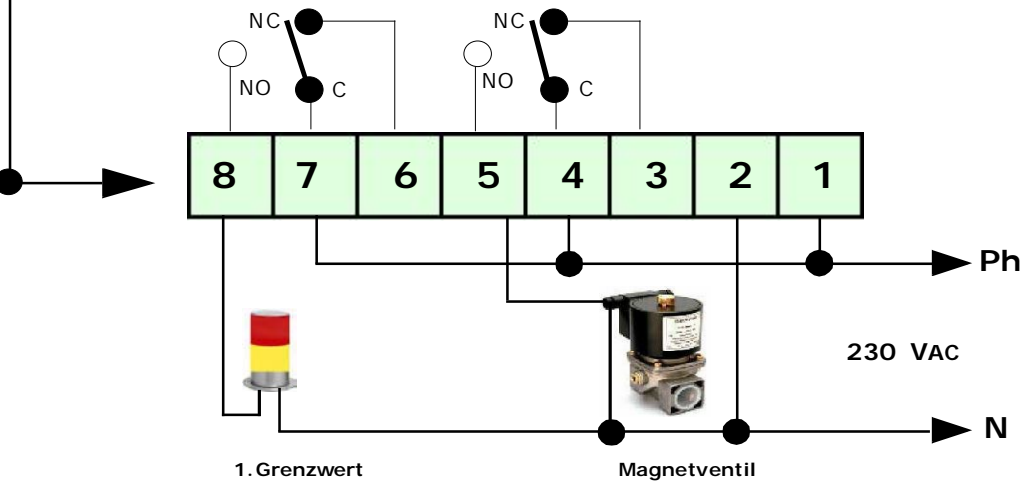 NC NC
NO C NO C
8 7 6 5 4 3 2 1
Ph
230 VAC
N
1.Grenzwert Magnetventil